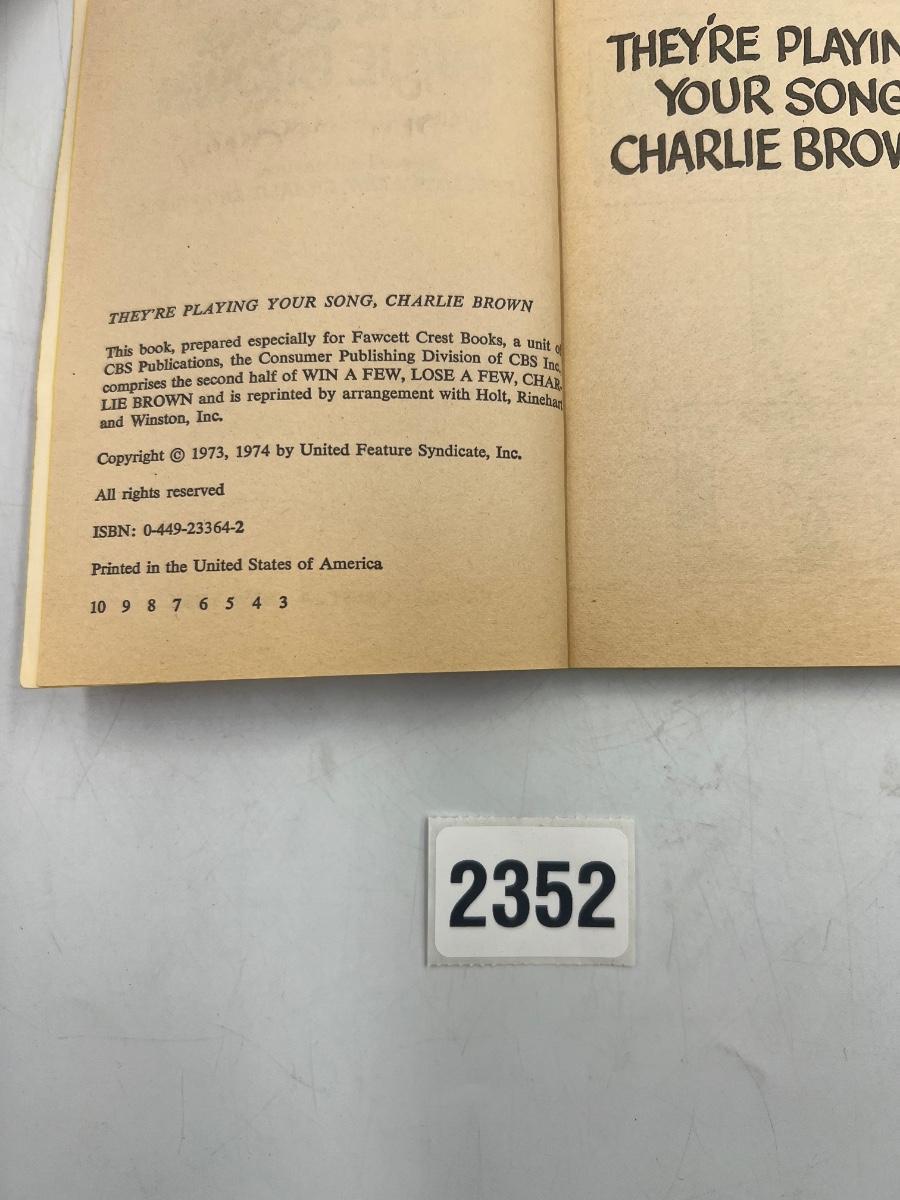 THEY'RE PLAYING YOUR SONG, CHARLIE BROWN
This book, prepared especially for Fawcett Crest Books, a unit of
CBS Publications, the Consumer Publishing Division of CBS Inc.
comprises the second half of WIN A FEW, LOSE A FEW, CHAR-
LIE BROWN and is reprinted by arrangement with Holt, Rinehart
and Winston, Inc.
Copyright © 1973, 1974 by United Feature Syndicate, Inc.
All rights reserved
ISBN: 0-449-23364-2
Printed in the United States of America
10 9 8 7 6 5 4 3
THEY'RE PLAYIN
YOUR SONG
CHARLIE BROW
2352